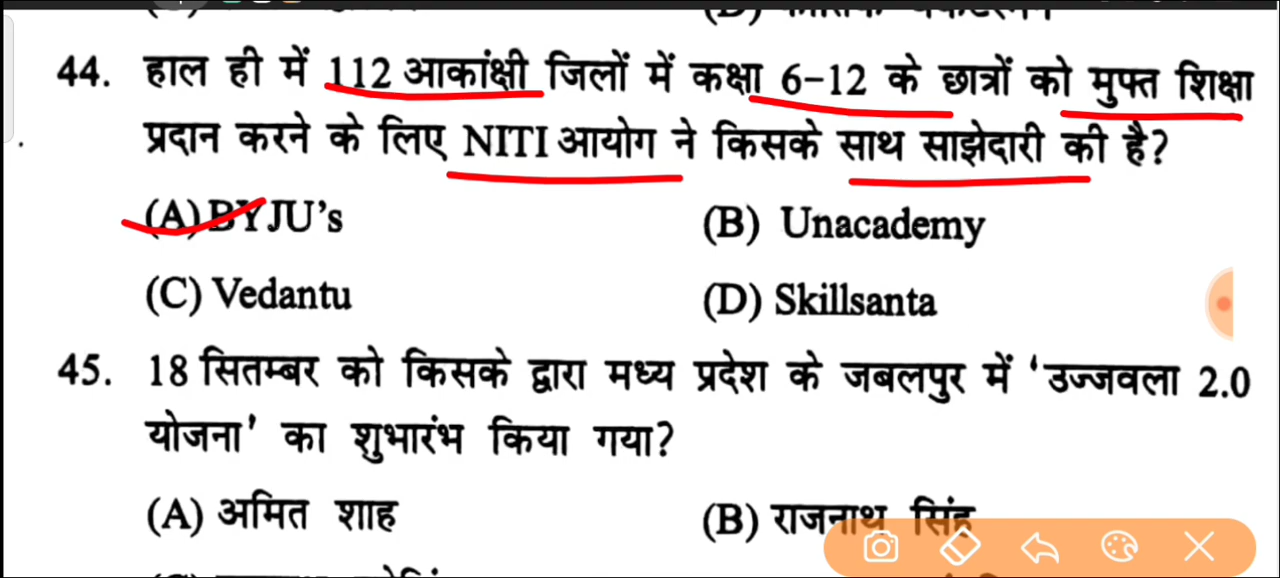 44. हाल ही में 112 आकांक्षी जिलों में कक्षा 6-12 के छात्रों को मुफ्त शिक्षा
प्रदान करने के लिए NITI आयोग ने किसके साथ साझेदारी की है?
(A) BYJU's (B) Unacademy
(C) Vedantu (D) Skillsanta
45. 18 सितम्बर को किसके द्वारा मध्य प्रदेश के जबलपुर में 'उज्जवला 2.0
योजना' का शुभारंभ किया गया?
(A) अमित शाह (B) राजनाथ सिंह